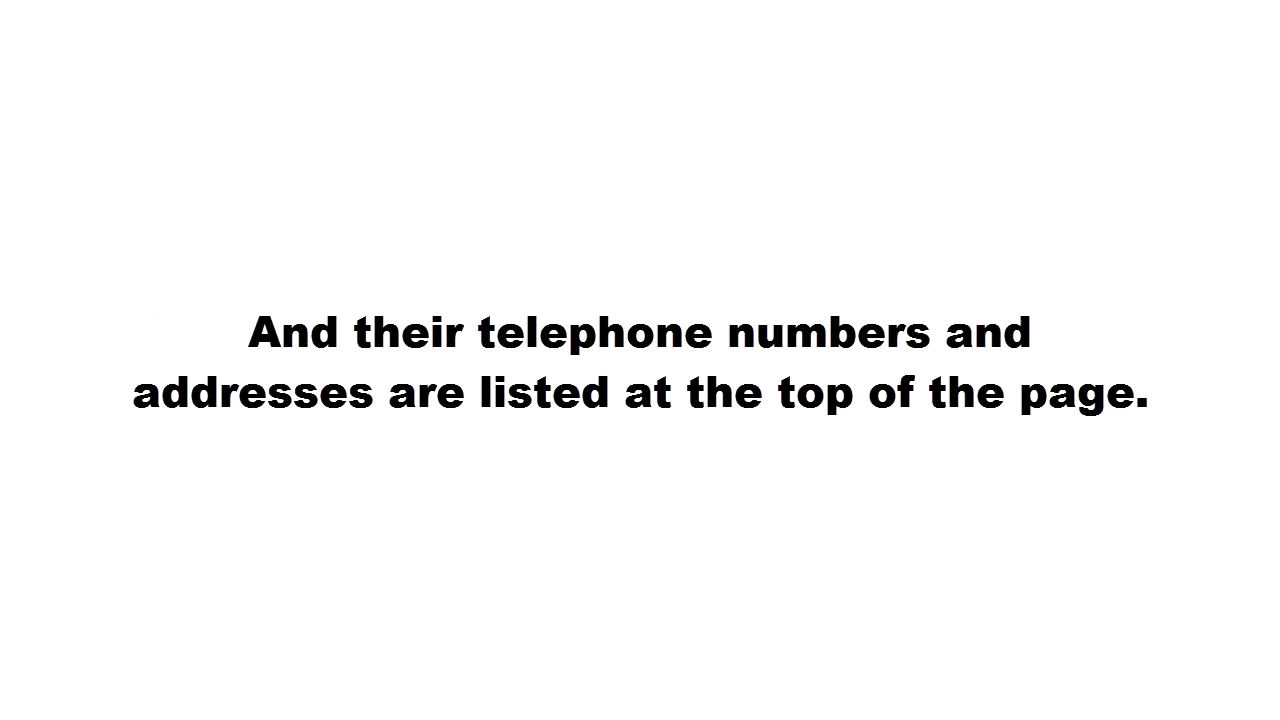 And their telephone numbers and
addresses are listed at the top of the page.